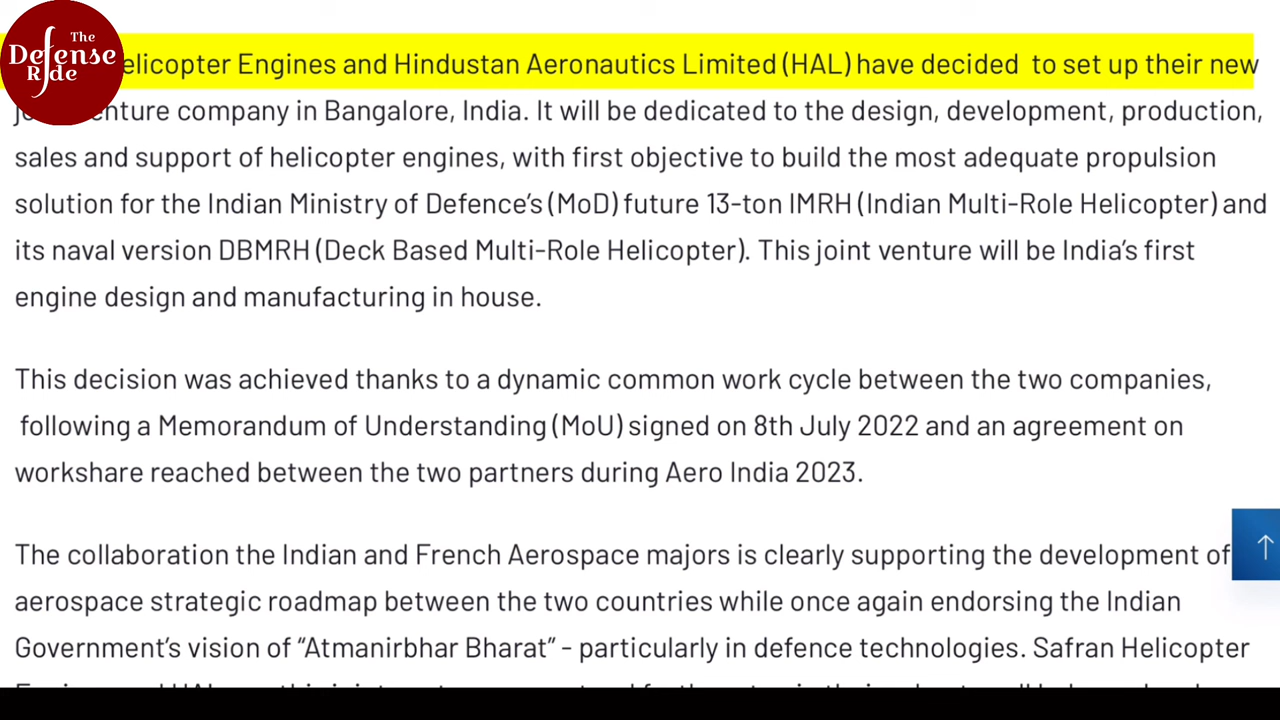 The
Defense
Ride
elicopter Engines and Hindustan Aeronautics Limited (HAL) have decided to set up their new
nture company in Bangalore, India. It will be dedicated to the design, development, production,
sales and support of helicopter engines, with first objective to build the most adequate propulsion
solution for the Indian Ministry of Defence’s (MoD) future 13-ton IMRH (Indian Multi-Role Helicopter) and
its naval version DBMRH (Deck Based Multi-Role Helicopter). This joint venture will be India’s first
engine design and manufacturing in house.
This decision was achieved thanks to a dynamic common work cycle between the two companies,
following a Memorandum of Understanding (MoU) signed on 8th July 2022 and an agreement on
workshare reached between the two partners during Aero India 2023.
The collaboration the Indian and French Aerospace majors is clearly supporting the development of
aerospace strategic roadmap between the two countries while once again endorsing the Indian
Government’s vision of “Atmanirbhar Bharat” - particularly in defence technologies. Safran Helicopter